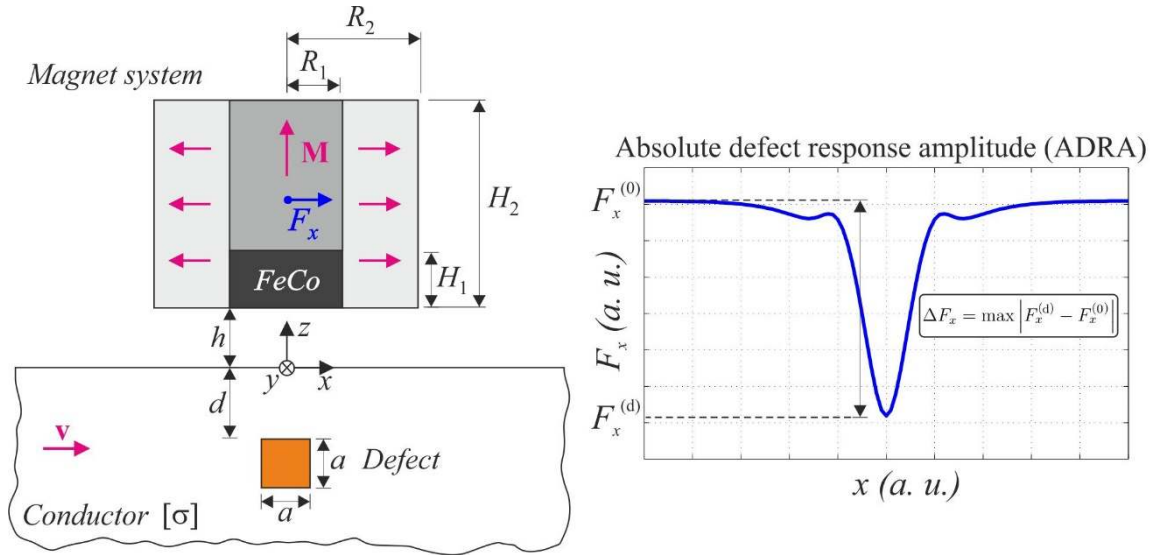 R₂
R₁
Magnet system
M
Fₓ
H₂
FeCo
H₁
h
z
y
x
d
v
a
Defect
a
Conductor [σ]
Absolute defect response amplitude (ADRA)
Fₓ⁽⁰⁾
Fₓ (a. u.)
ΔFₓ = max |Fₓ⁽ᵈ⁾ − Fₓ⁽⁰⁾|
Fₓ⁽ᵈ⁾
x (a. u.)